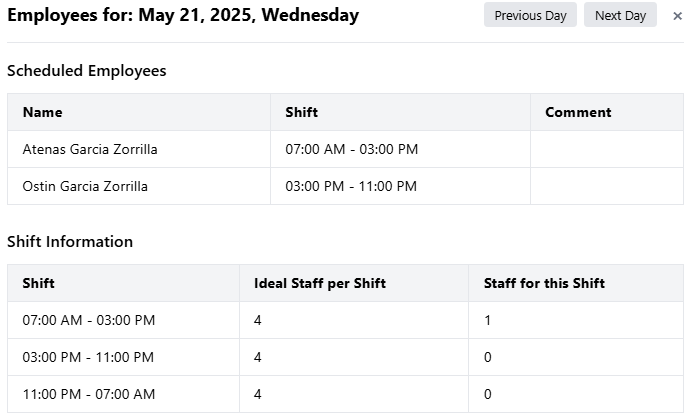 Employees for: May 21, 2025, Wednesday Previous Day Next Day ×
Scheduled Employees
Name Shift Comment
Atenas Garcia Zorrilla 07:00 AM - 03:00 PM
Ostin Garcia Zorrilla 03:00 PM - 11:00 PM
Shift Information
Shift Ideal Staff per Shift Staff for this Shift
07:00 AM - 03:00 PM 4 1
03:00 PM - 11:00 PM 4 0
11:00 PM - 07:00 AM 4 0